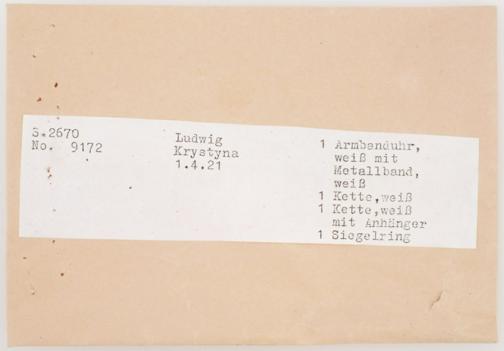 S.2670
No. 9172
Ludwig
Krystyna
1.4.21
1 Armbanduhr,
weiß mit
Metallband,
weiß
1 Kette,weiß
1 Kette,weiß
mit Anhänger
1 Siegelring